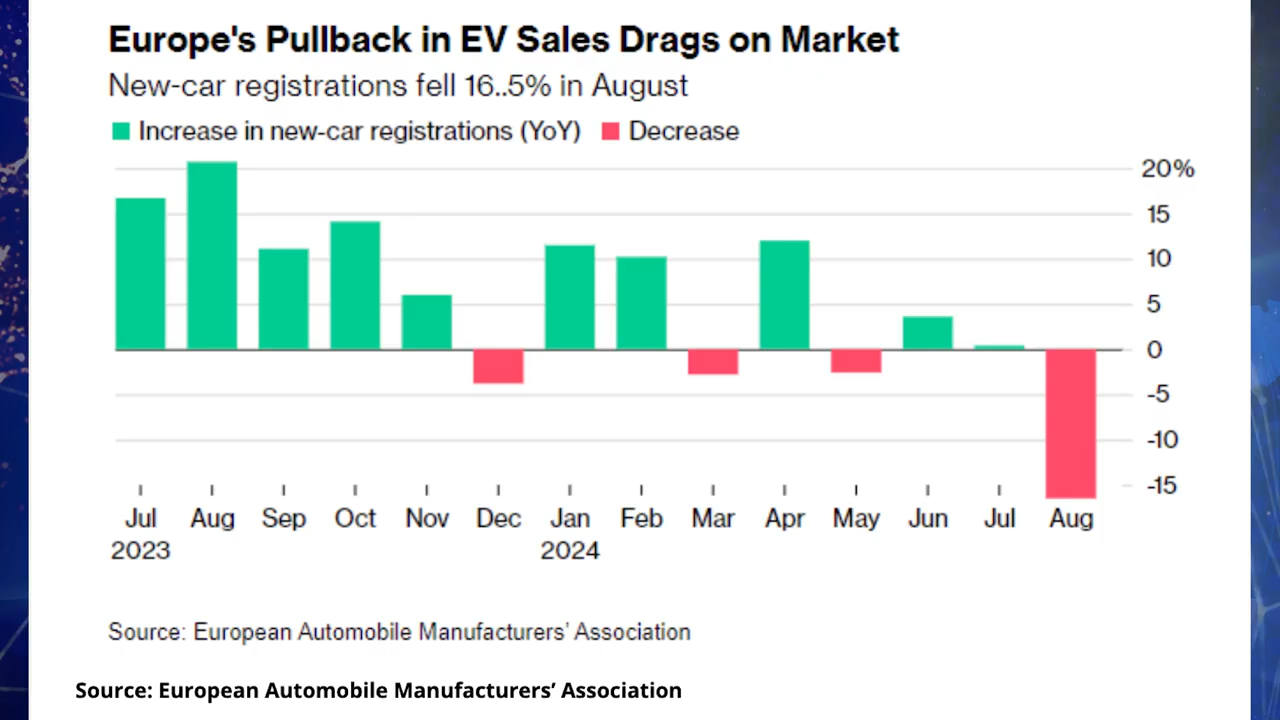 Europe's Pullback in EV Sales Drags on Market
New-car registrations fell 16..5% in August
Increase in new-car registrations (YoY) Decrease
20%
15
10
5
0
-5
-10
-15
Jul Aug Sep Oct Nov Dec Jan Feb Mar Apr May Jun Jul Aug
2023 2024
Source: European Automobile Manufacturers’ Association
Source: European Automobile Manufacturers’ Association